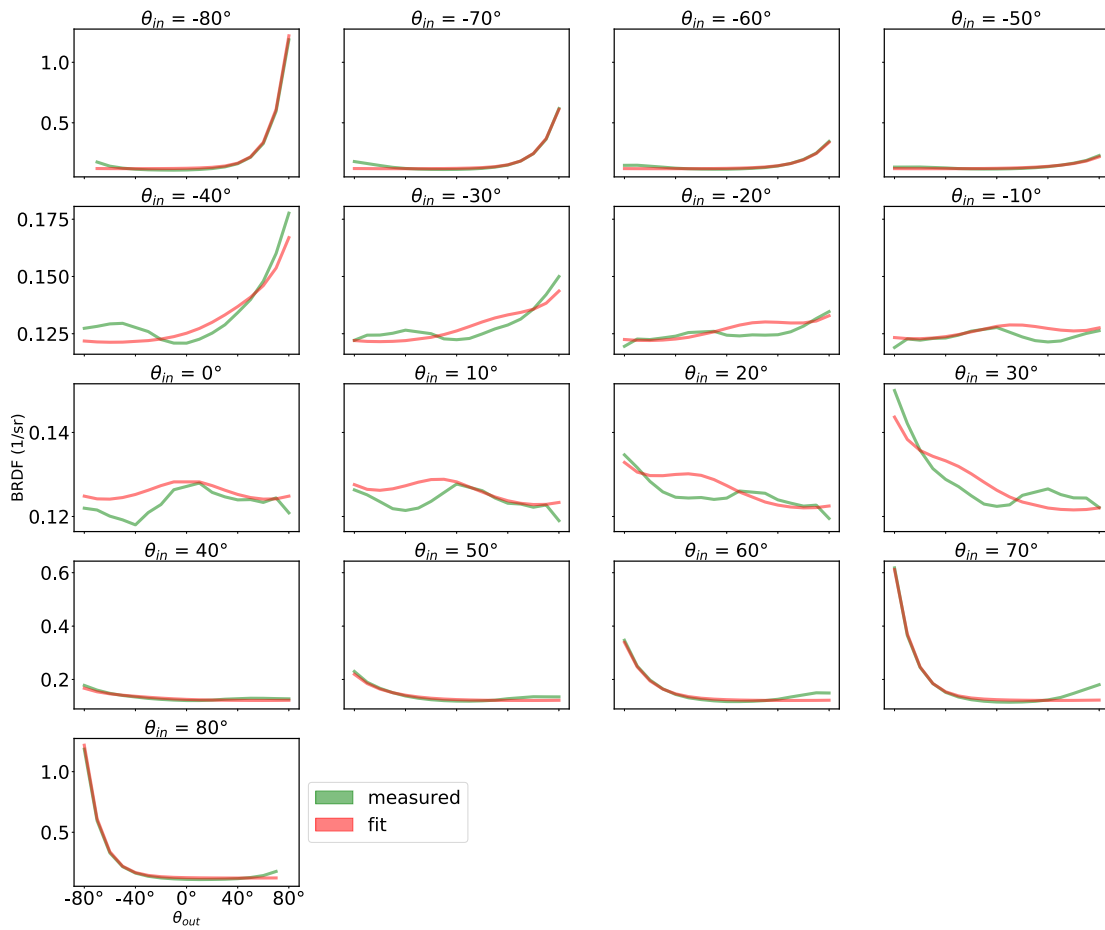 θin = -80° θin = -70° θin = -60° θin = -50°
1.0
0.5
θin = -40° θin = -30° θin = -20° θin = -10°
0.175
0.150
0.125
θin = 0° θin = 10° θin = 20° θin = 30°
0.14
0.12
BRDF (1/sr)
θin = 40° θin = 50° θin = 60° θin = 70°
0.6
0.4
0.2
θin = 80°
1.0
0.5
measured
fit
-80° -40° 0° 40° 80°
θout